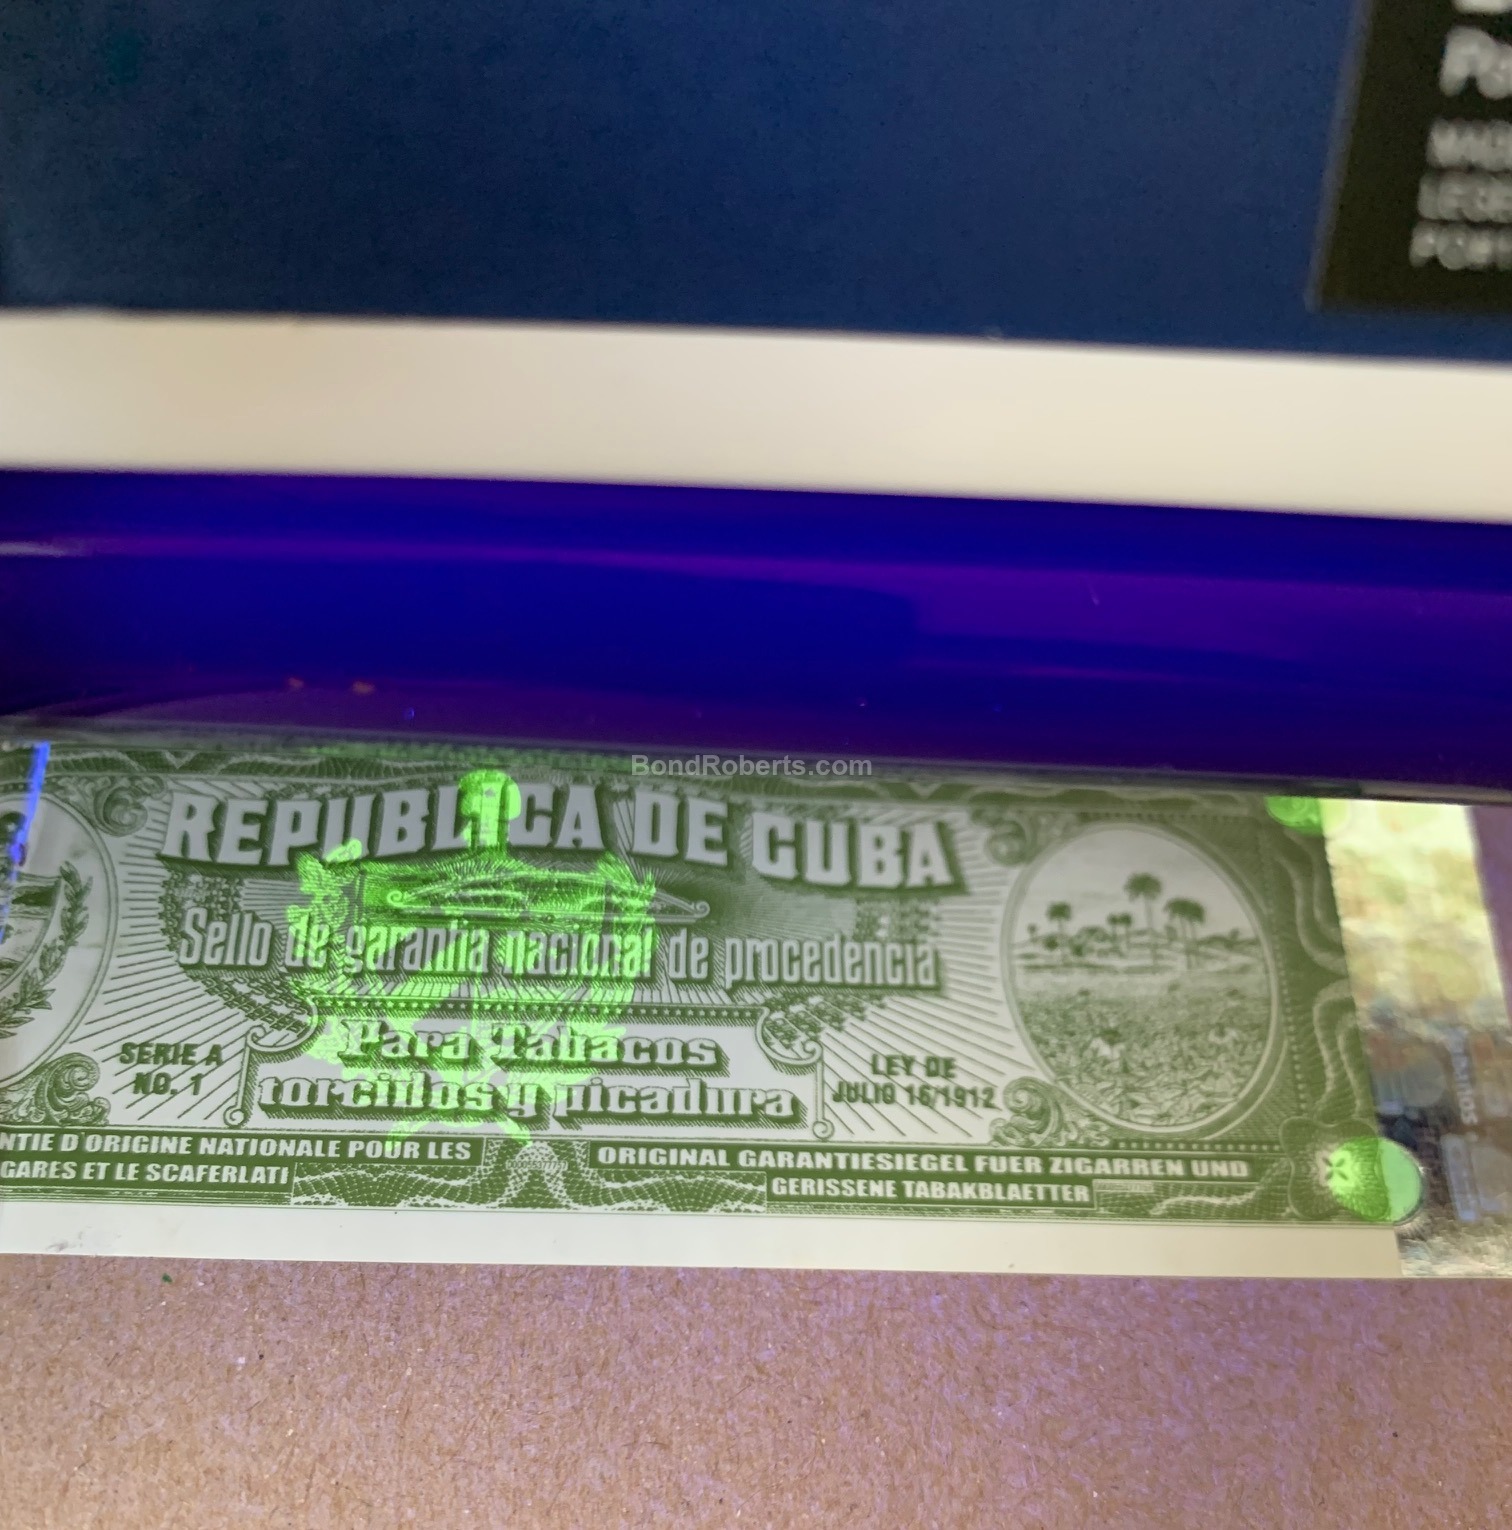 BondRoberts.com
REPUBLICA DE CUBA
Sello de garantia nacional de procedencia
Para Tabacos
torcidos y picadura
SERIE A
NO. 1
LEY DE
JULIO 16/1912
NTIE D'ORIGINE NATIONALE POUR LES
GARES ET LE SCAFERLATI
ORIGINAL GARANTIESIEGEL FUER ZIGARREN UND
GERISSENE TABAKBLAETTER